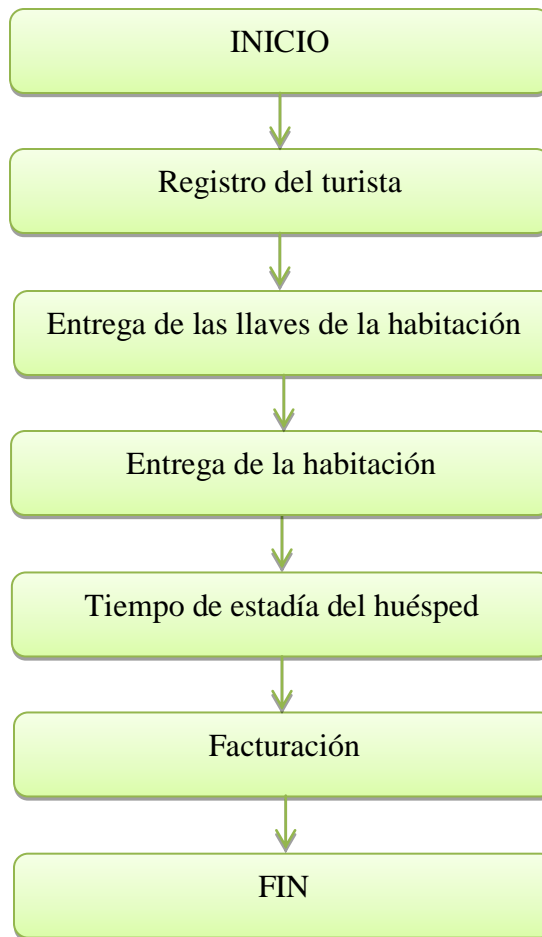 INICIO
Registro del turista
Entrega de las llaves de la habitación
Entrega de la habitación
Tiempo de estadía del huésped
Facturación
FIN